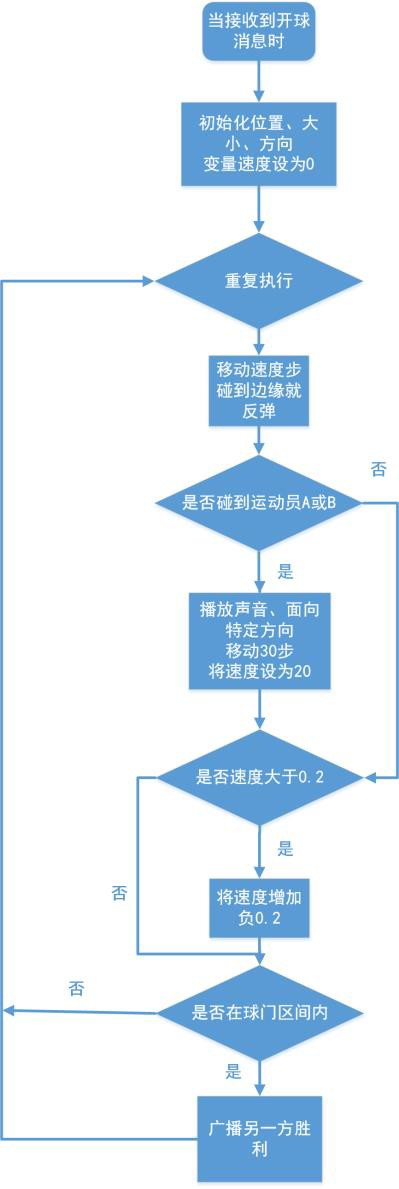 当接收到开球
消息时
初始化位置、大
小、方向
变量速度设为0
重复执行
移动速度步
碰到边缘就
反弹
是否碰到运动员A或B
否
是
播放声音、面向
特定方向
移动30步
将速度设为20
是否速度大于0.2
是
否
将速度增加
负0.2
是否在球门区间内
否
是
广播另一方胜
利